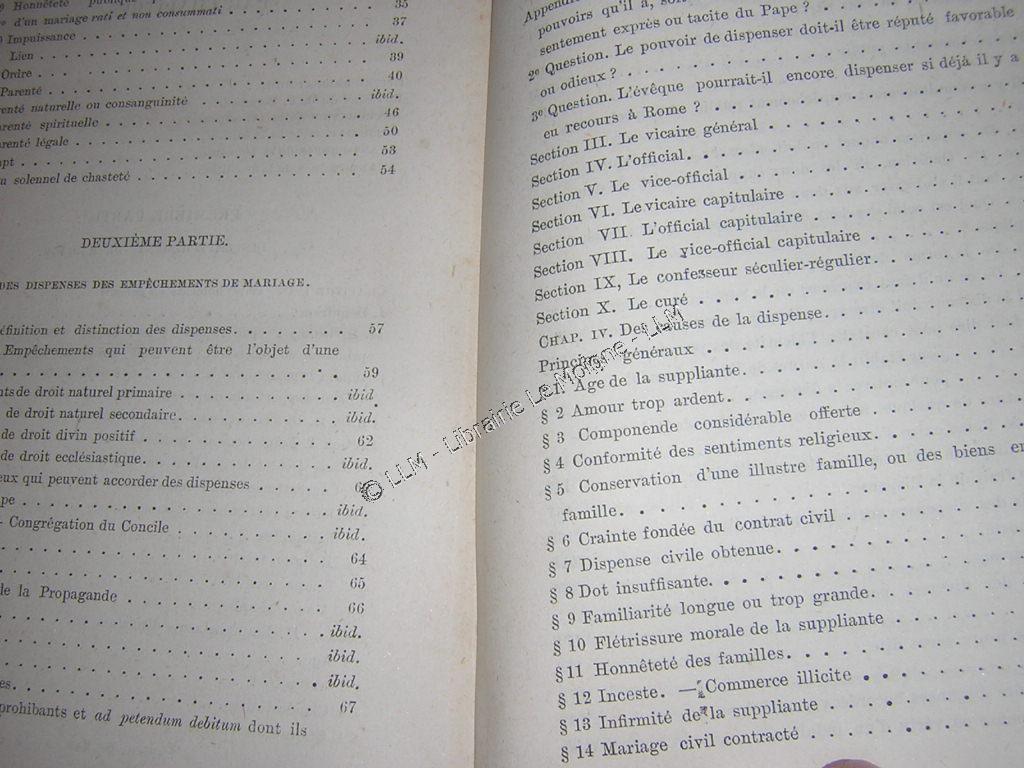 Honnêteté 35
d'un mariage rati et non consummati
Impuissance 37
Lien ibid.
Ordre 39
Parenté 40
enté naturelle ou consanguinité ibid.
arenté spirituelle 46
arenté légale 50
pt 53
u solennel de chasteté 54
DEUXIÈME PARTIE.
DES DISPENSES DES EMPÊCHEMENTS DE MARIAGE.
éfinition et distinction des dispenses 57
Empêchements qui peuvent être l'objet d'une
59
nts de droit naturel primaire ibid
de droit naturel secondaire ibid.
de droit divin positif 62
de droit ecclésiastique ibid.
eux qui peuvent accorder des dispenses
pe ibid.
- Congrégation du Concile ibid.
64
65
de la Propagande 66
ibid.
ibid.
ibid.
es 67
prohibants et ad petendum debitum dont ils
pouvoirs qu'il a,
sentement exprès ou tacite du Pape ?
2e Question. Le pouvoir de dispenser doit-il être réputé favorable
ou odieux ?
3e Question. L'évêque pourrait-il encore dispenser si déjà il y a
eu recours à Rome ?
Section III. Le vicaire général
Section IV. L'official
Section V. Le vice-official
Section VI. Le vicaire capitulaire
Section VII. L'official capitulaire
Section VIII. Le vice-official capitulaire
Section IX, Le confesseur séculier-régulier
Section X. Le curé
CHAP. IV. Des causes de la dispense
Principes généraux
§ 1 Age de la suppliante
§ 2 Amour trop ardent
§ 3 Componende considérable offerte
§ 4 Conformité des sentiments religieux
§ 5 Conservation d'une illustre famille, ou des biens en
famille
§ 6 Crainte fondée du contrat civil
§ 7 Dispense civile obtenue
§ 8 Dot insuffisante
§ 9 Familiarité longue ou trop grande
§ 10 Flétrissure morale de la suppliante
§ 11 Honnêteté des familles
§ 12 Inceste. — Commerce illicite
§ 13 Infirmité de la suppliante
§ 14 Mariage civil contracté
© LLM - Librairie Le Moigne - LLM